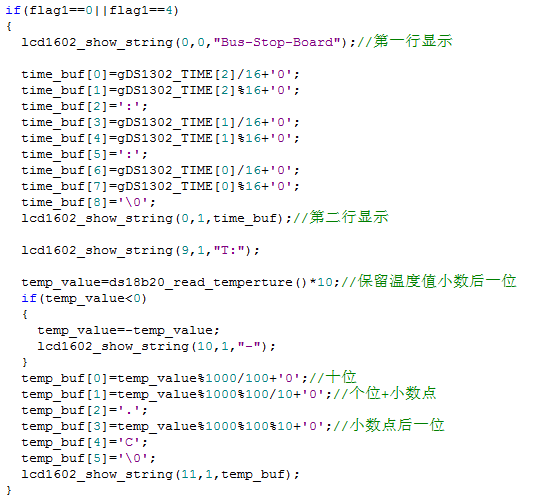 if(flag1==0||flag1==4)
{
  lcd1602_show_string(0,0,"Bus-Stop-Board");//第一行显示
  time_buf[0]=gDS1302_TIME[2]/16+'0';
  time_buf[1]=gDS1302_TIME[2]%16+'0';
  time_buf[2]=':';
  time_buf[3]=gDS1302_TIME[1]/16+'0';
  time_buf[4]=gDS1302_TIME[1]%16+'0';
  time_buf[5]=':';
  time_buf[6]=gDS1302_TIME[0]/16+'0';
  time_buf[7]=gDS1302_TIME[0]%16+'0';
  time_buf[8]='\0';
  lcd1602_show_string(0,1,time_buf);//第二行显示
  lcd1602_show_string(9,1,"T:");
  temp_value=ds18b20_read_temperture()*10;//保留温度值小数后一位
  if(temp_value<0)
  {
    temp_value=-temp_value;
    lcd1602_show_string(10,1,"-");
  }
  temp_buf[0]=temp_value%1000/100+'0';//十位
  temp_buf[1]=temp_value%1000%100/10+'0';//个位+小数点
  temp_buf[2]='.';
  temp_buf[3]=temp_value%1000%100%10+'0';//小数点后一位
  temp_buf[4]='C';
  temp_buf[5]='\0';
  lcd1602_show_string(11,1,temp_buf);
}